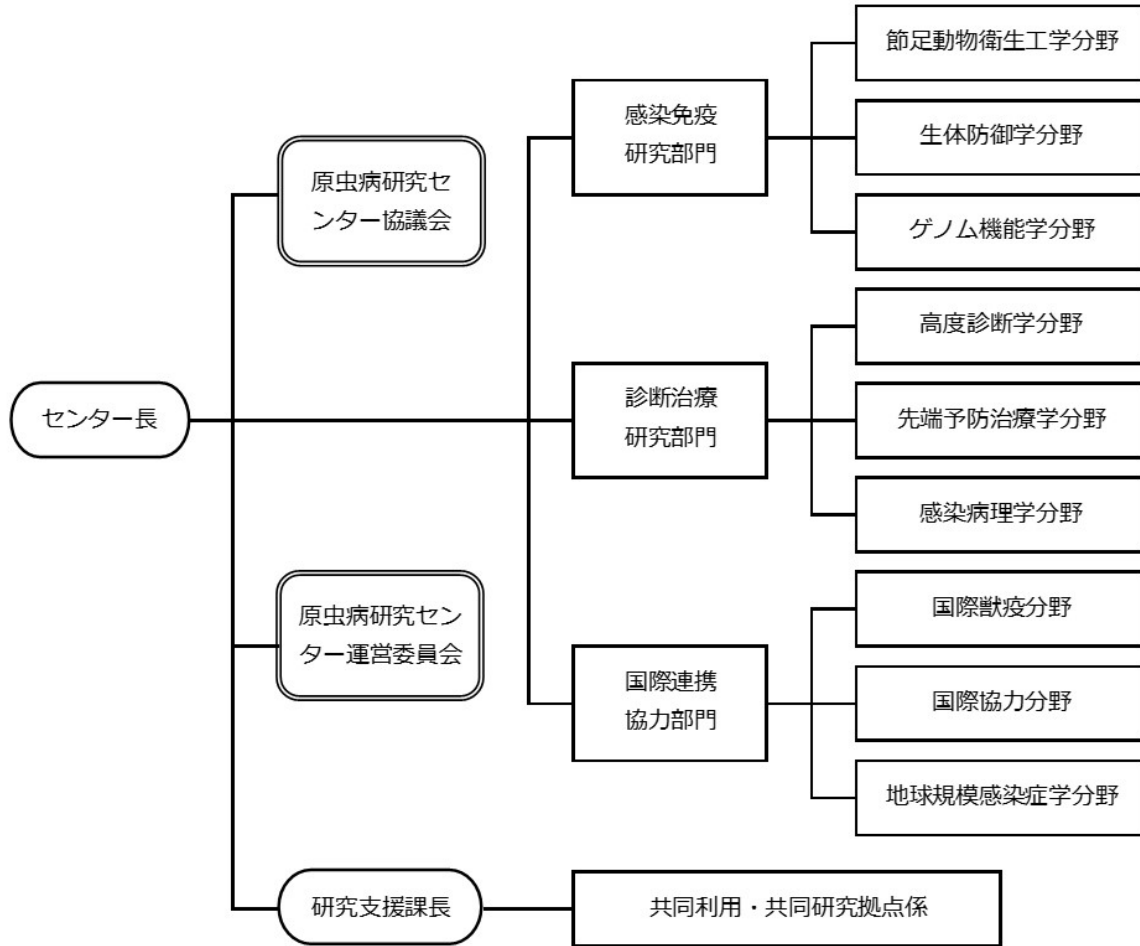 センター長
原虫病研究セ
ンター協議会
原虫病研究セン
ター運営委員会
研究支援課長
共同利用・共同研究拠点係
感染免疫
研究部門
節足動物衛生工学分野
生体防御学分野
ゲノム機能学分野
診断治療
研究部門
高度診断学分野
先端予防治療学分野
感染病理学分野
国際連携
協力部門
国際獣疫分野
国際協力分野
地球規模感染症学分野